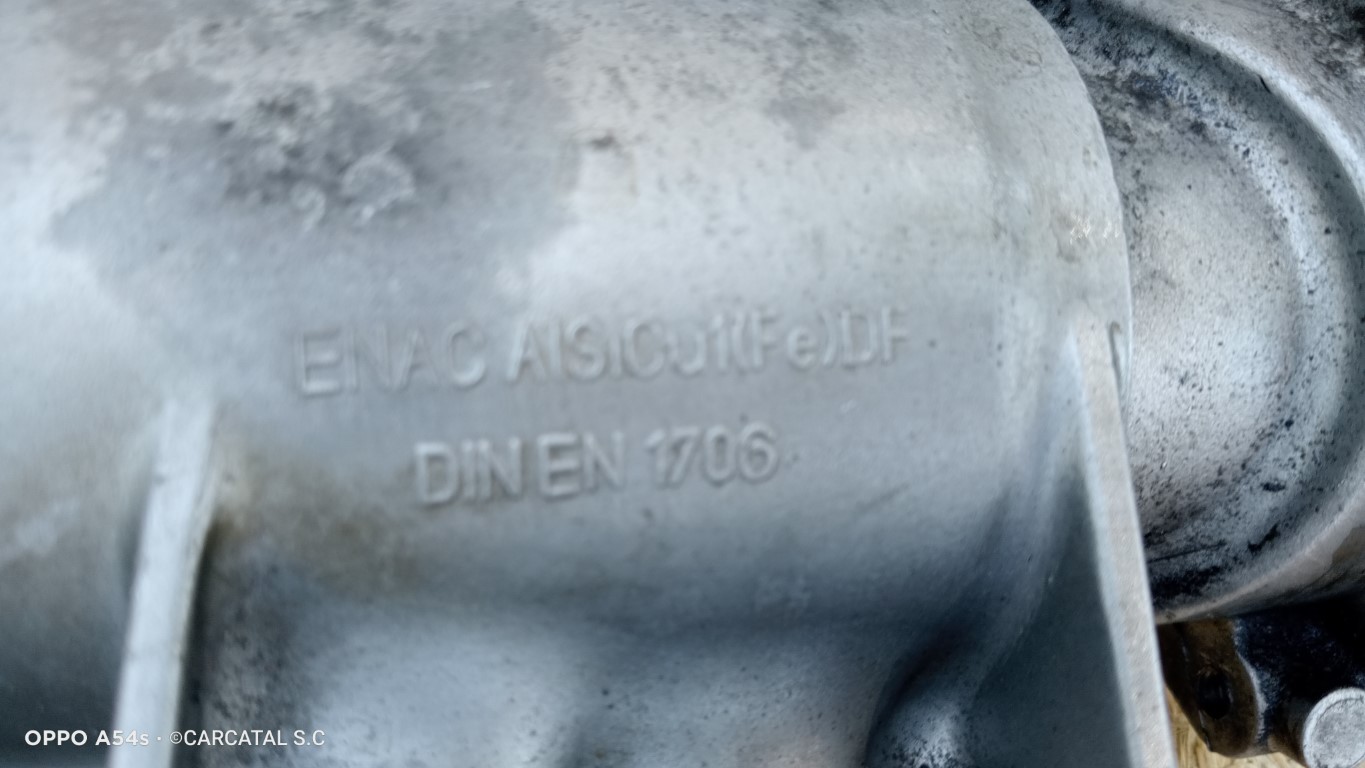 ENAC AlSiCu1(Fe)DF
DIN EN 1706
OPPO A54s · ©CARCATAL S.C